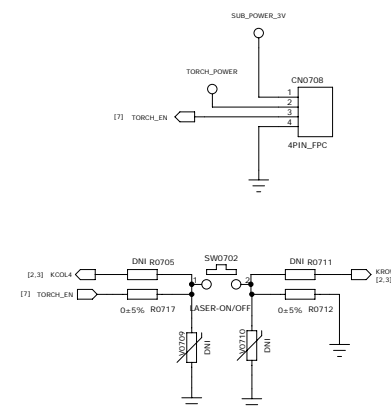 SUB_POWER_3V
TORCH_POWER
CN0708
1
2
3
4
[7] TORCH_EN
4PIN_FPC
[2,3] KCOL4
DNI R0705
SW0702
DNI R0711
[2,3]
1
2
[7] TORCH_EN
0±5% R0717
LASER-ON/OFF
0±5% R0712
V0709
DNI
V0710
DNI